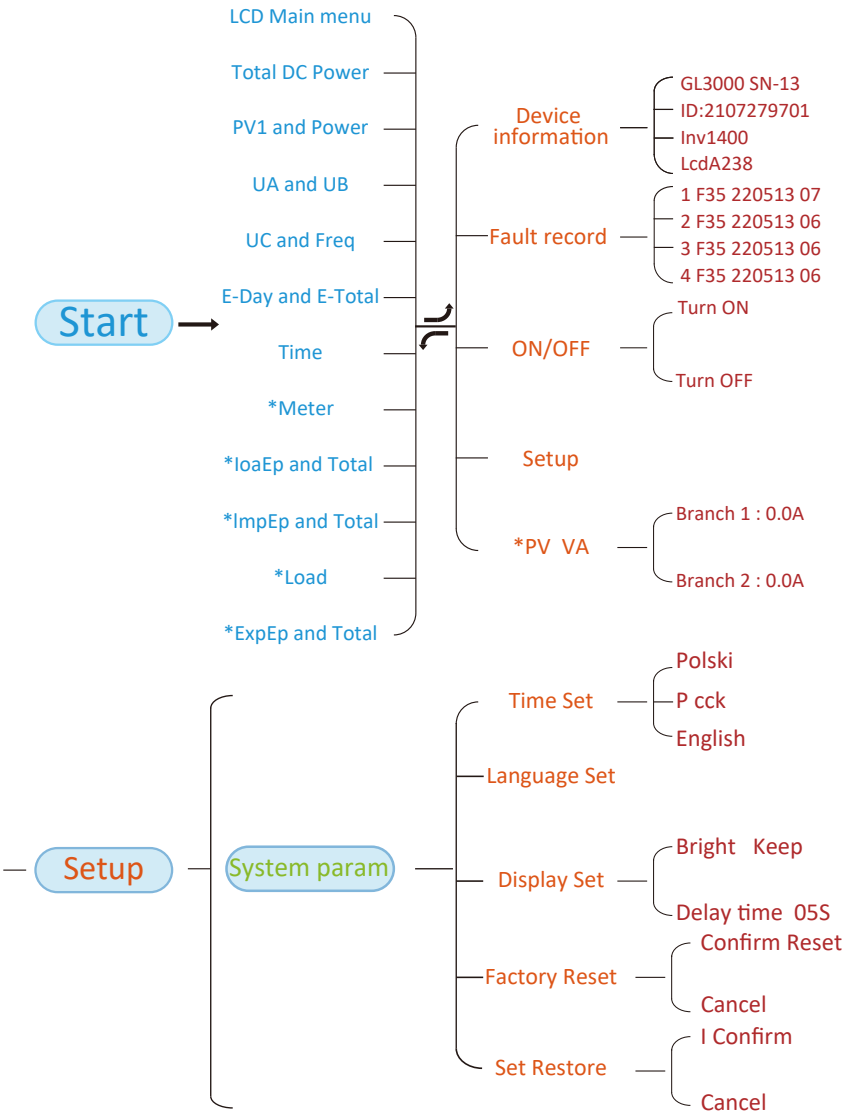 LCD Main menu
Total DC Power
PV1 and Power
UA and UB
UC and Freq
E-Day and E-Total
Start
Time
*Meter
*IoaEp and Total
*ImpEp and Total
*Load
*ExpEp and Total
Device
information
GL3000 SN-13
ID:2107279701
Inv1400
LcdA238
Fault record
1 F35 220513 07
2 F35 220513 06
3 F35 220513 06
4 F35 220513 06
ON/OFF
Turn ON
Turn OFF
Setup
*PV VA
Branch 1 : 0.0A
Branch 2 : 0.0A
Setup
System param
Time Set
Polski
P cck
English
Language Set
Display Set
Bright Keep
Delay time 05S
Factory Reset
Confirm Reset
Cancel
Set Restore
I Confirm
Cancel